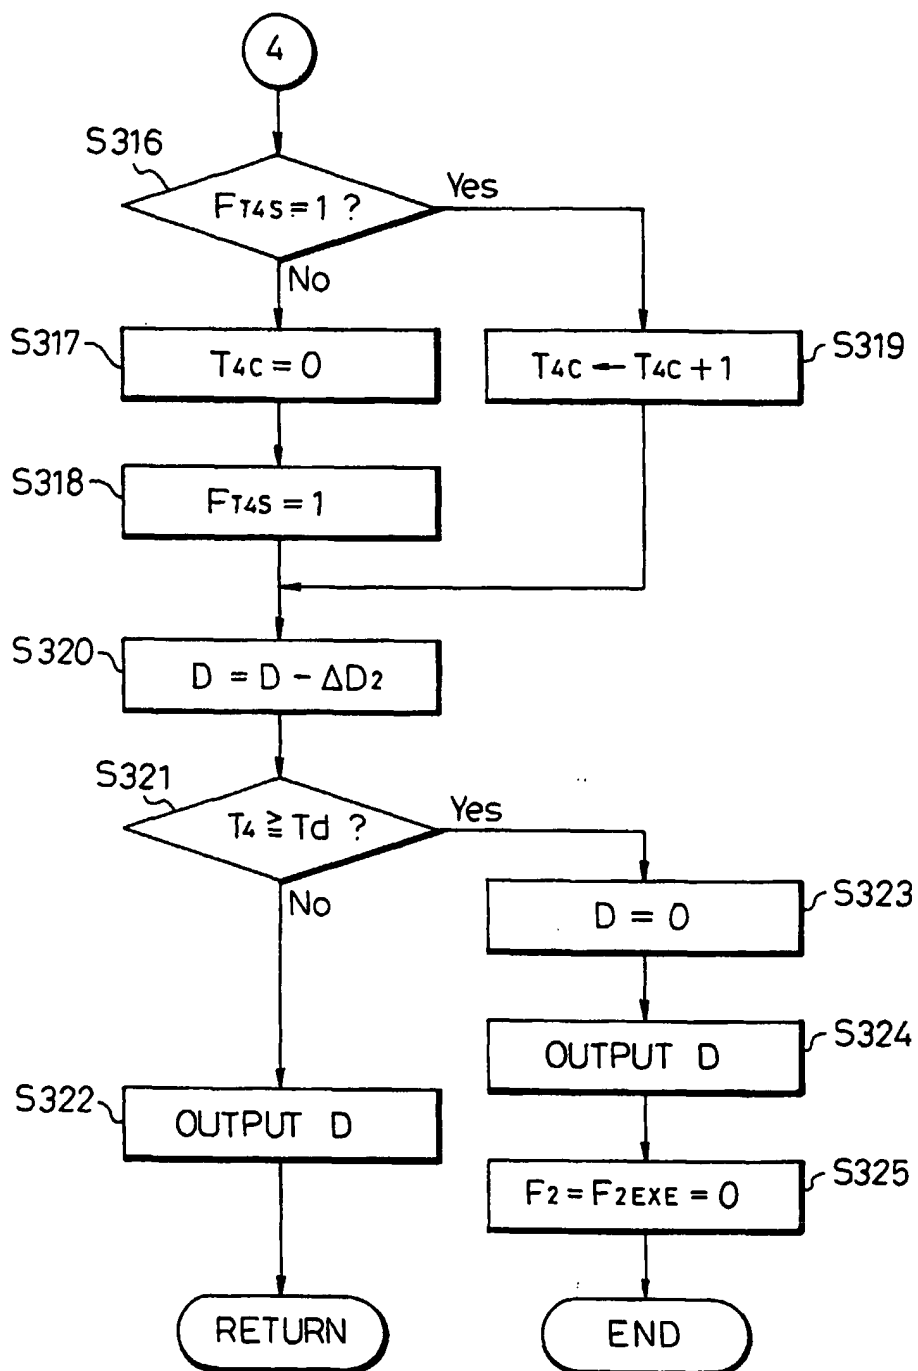 4
S316
FT4S=1 ?
Yes
No
S317
T4C=0
S319
T4C ← T4C+1
S318
FT4S=1
S320
D = D - ΔD2
S321
T4 ≧ Td ?
Yes
No
S323
D = 0
S324
OUTPUT D
S322
OUTPUT D
S325
F2=F2EXE=0
RETURN
END